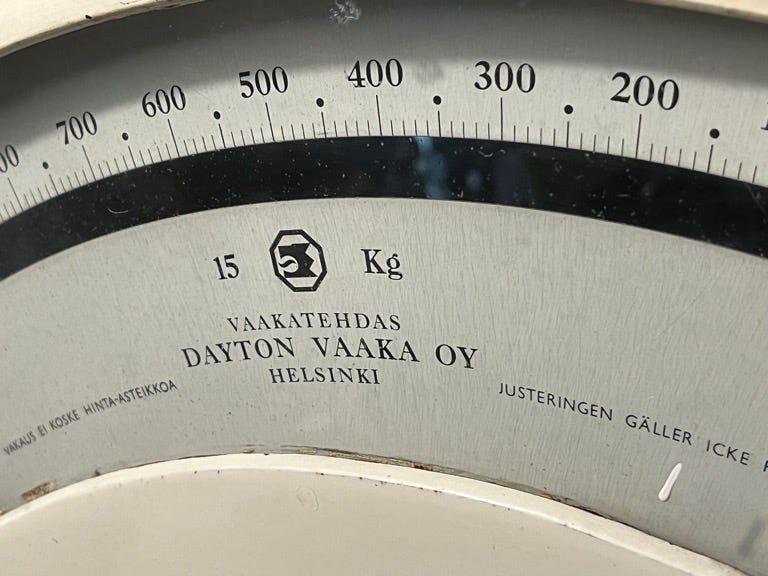 700 600 500 400 300 200
15 Kg
VAAKATEHDAS
DAYTON VAAKA OY
HELSINKI
VAKAUS EI KOSKE HINTA-ASTEIKKOA
JUSTERINGEN GÄLLER ICKE